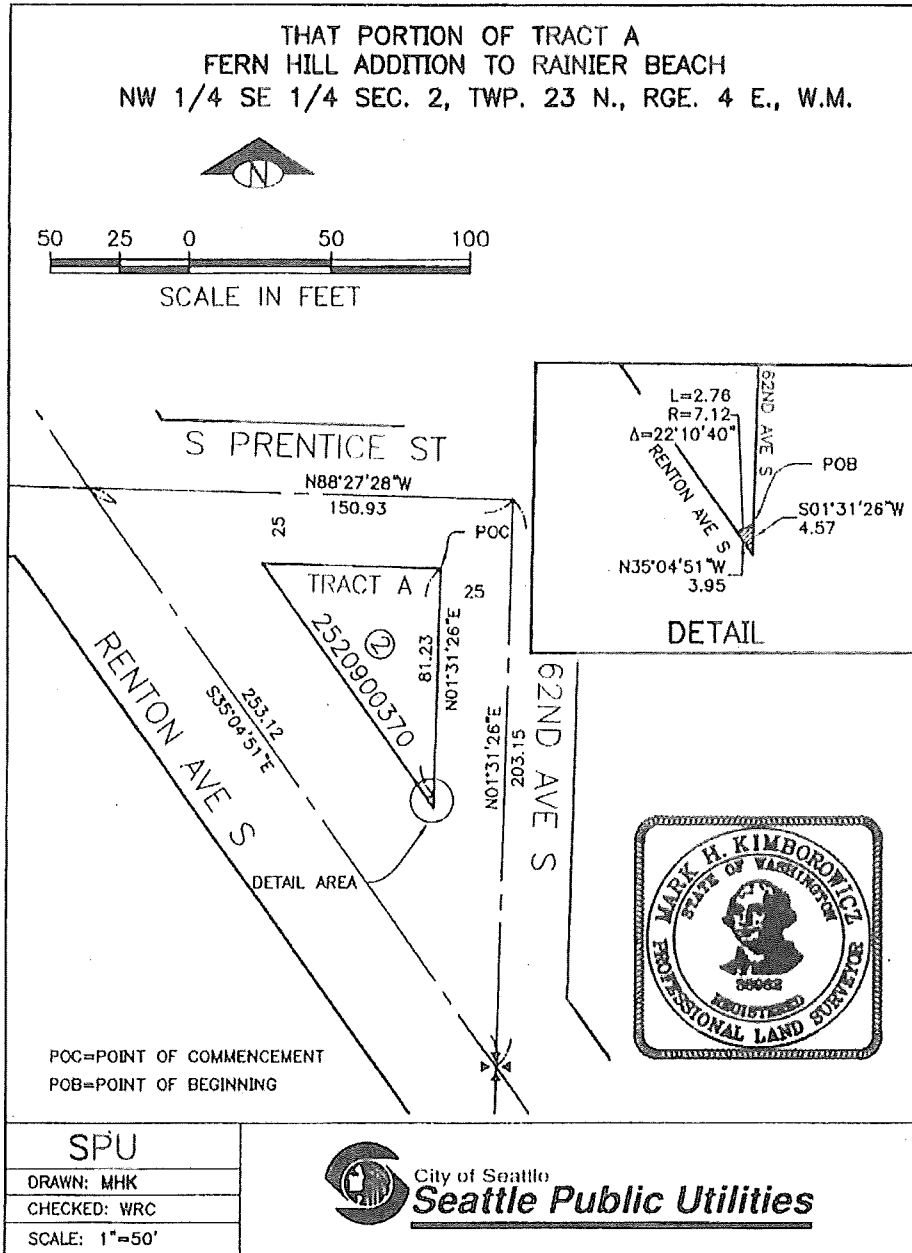 THAT PORTION OF TRACT A
FERN HILL ADDITION TO RAINIER BEACH
NW 1/4 SE 1/4 SEC. 2, TWP. 23 N., RGE. 4 E., W.M.
N
50 25 0 50 100
SCALE IN FEET
S PRENTICE ST
N88°27'28"W
150.93
25
POC
TRACT A
25
2
2520900370
81.23
N01°31'26"E
RENTON AVE S
253.12
S35°04'51"E
N01°31'26"E
203.15
62ND AVE S
DETAIL AREA
L=2.76
R=7.12
Δ=22°10'40"
62ND AVE S
RENTON AVE S
POB
S01°31'26"W
4.57
N35°04'51"W
3.95
DETAIL
MARK H. KIMBOROWICZ
STATE OF WASHINGTON
REGISTERED
PROFESSIONAL LAND SURVEYOR
POC=POINT OF COMMENCEMENT
POB=POINT OF BEGINNING
SPU
DRAWN: MHK
CHECKED: WRC
SCALE: 1"=50'
City of Seattle
Seattle Public Utilities